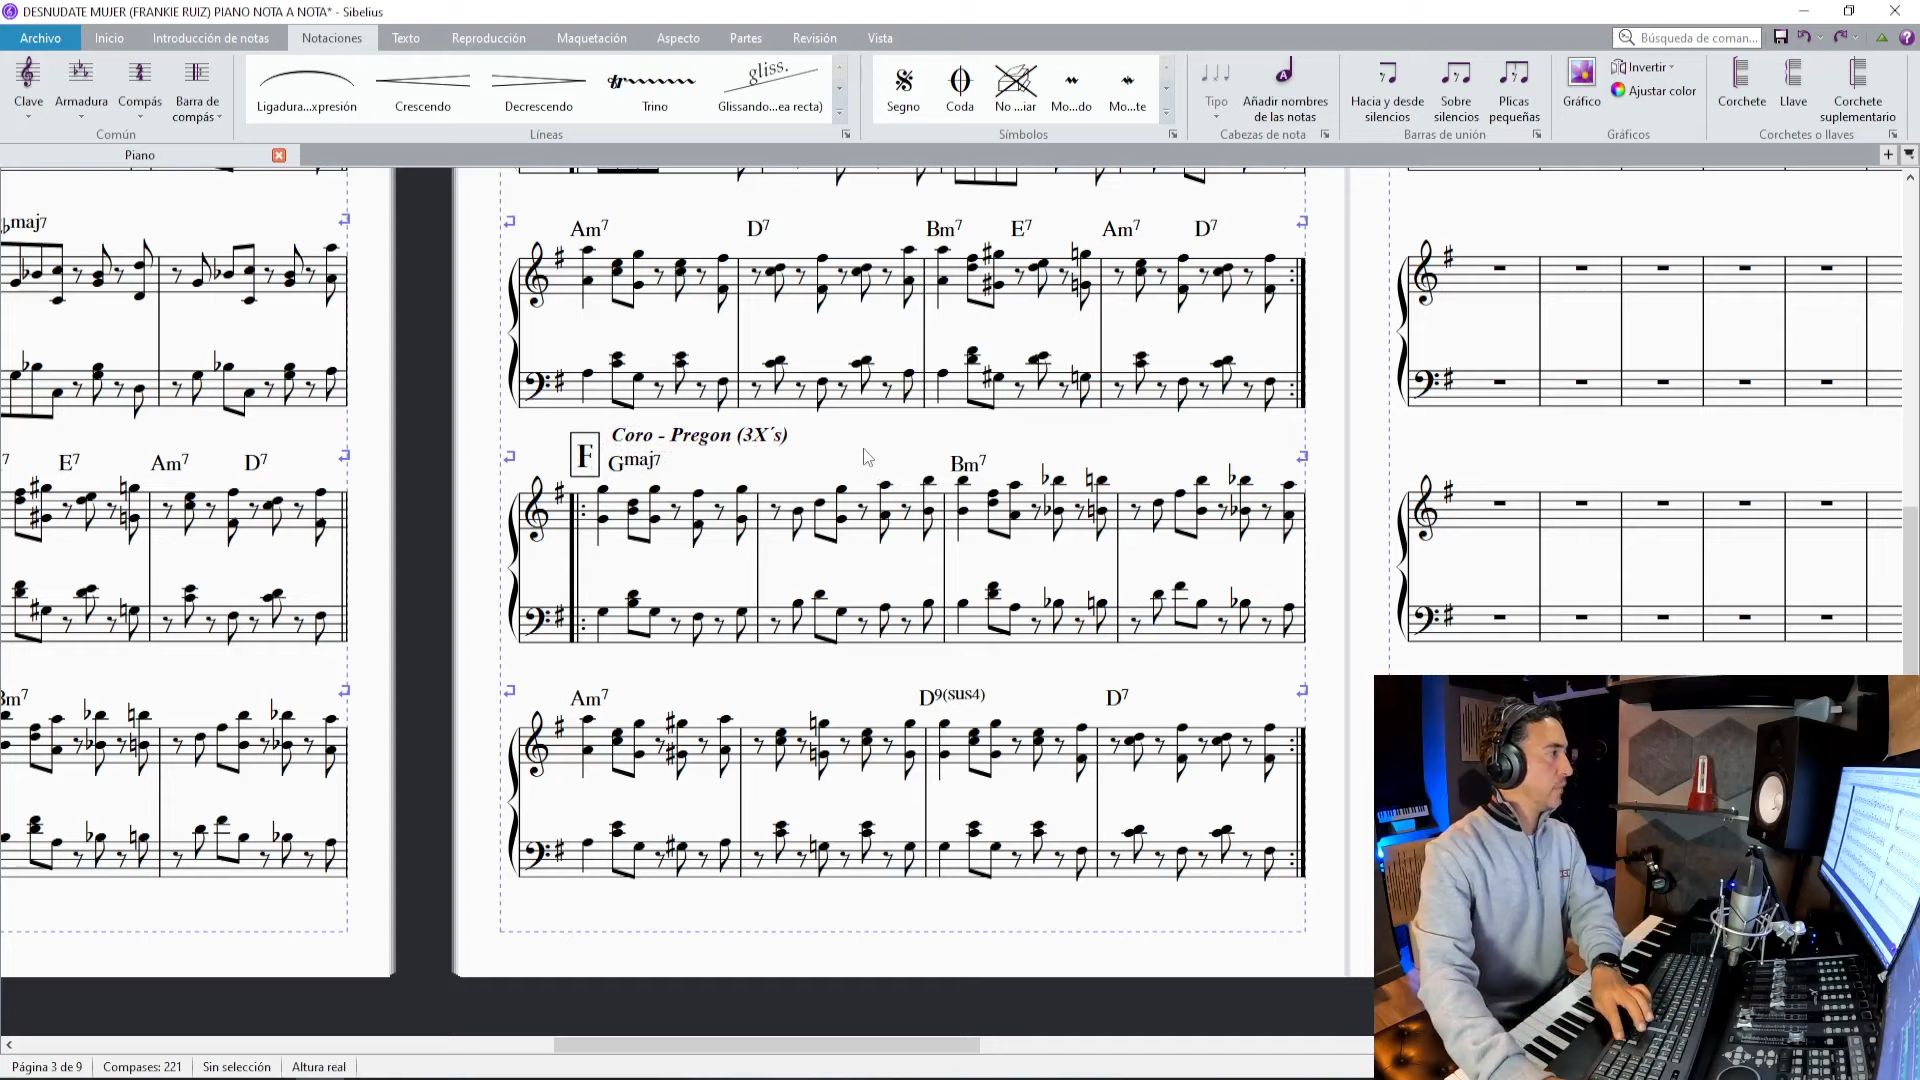 DESNUDATE MUJER (FRANKIE RUIZ) PIANO NOTA A NOTA* - Sibelius
Archivo Inicio Introducción de notas Notaciones Texto Reproducción Maquetación Aspecto Partes Revisión Vista Búsqueda de coman...
Clave Armadura Compás Barra de compás
Común
Ligadura...xpresión Crescendo Decrescendo Trino gliss. Glissando...ea recta)
Líneas
Segno Coda No ...iar Mo...do Mo...te
Símbolos
Tipo Añadir nombres de las notas
Cabezas de nota
Hacia y desde silencios Sobre silencios Plicas pequeñas
Barras de unión
Gráfico Invertir Ajustar color
Gráficos
Corchete Llave Corchete suplementario
Corchetes o llaves
Piano
♭maj7
Am7 D7 Bm7 E7 Am7 D7
7 E7 Am7 D7
F Coro - Pregon (3X´s)
Gmaj7 Bm7
Bm7
Am7 D9(sus4) D7
Página 3 de 9 Compases: 221 Sin selección Altura real